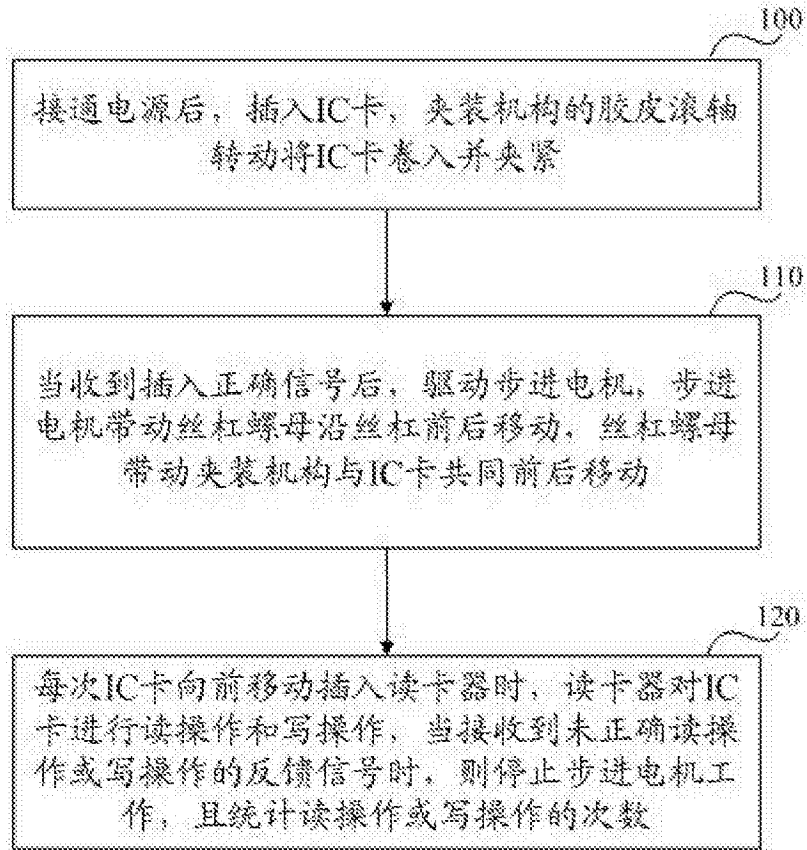 100
接通电源后，插入IC卡，夹装机构的胶皮滚轴
转动将IC卡卷入并夹紧
110
当收到插入正确信号后，驱动步进电机，步进
电机带动丝杠螺母沿丝杠前后移动，丝杠螺母
带动夹装机构与IC卡共同前后移动
120
每次IC卡向前移动插入读卡器时，读卡器对IC
卡进行读操作和写操作，当接收到未正确读操
作或写操作的反馈信号时，则停止步进电机工
作，且统计读操作或写操作的次数